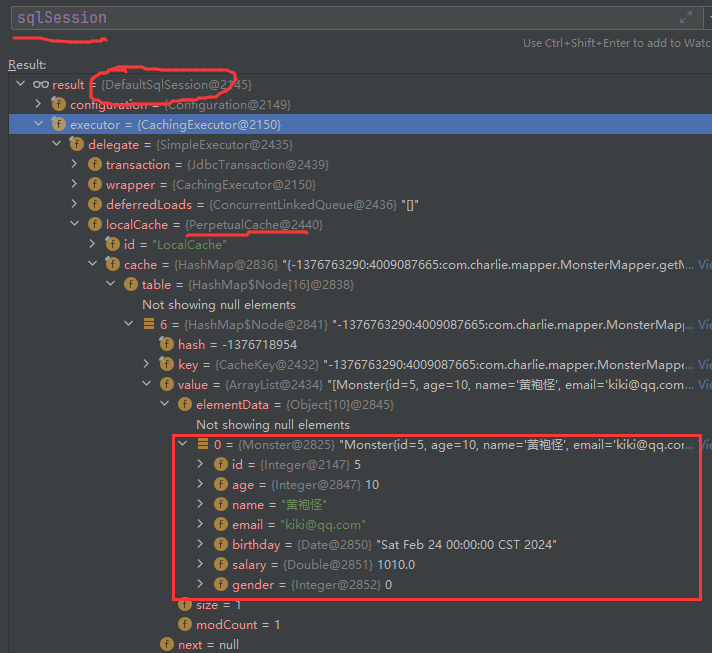 sqlSession
Use Ctrl+Shift+Enter to add to Watc
Result:
result = {DefaultSqlSession@2145}
configuration = {Configuration@2149}
executor = {CachingExecutor@2150}
delegate = {SimpleExecutor@2435}
transaction = {JdbcTransaction@2439}
wrapper = {CachingExecutor@2150}
deferredLoads = {ConcurrentLinkedQueue@2436} "[]"
localCache = {PerpetualCache@2440}
id = "LocalCache"
cache = {HashMap@2836} "{-1376763290:4009087665:com.charlie.mapper.MonsterMapper.getM... Vie
table = {HashMap$Node[16]@2838}
Not showing null elements
6 = {HashMap$Node@2841} "-1376763290:4009087665:com.charlie.mapper.MonsterMapp... Vie
hash = -1376718954
key = {CacheKey@2432} "-1376763290:4009087665:com.charlie.mapper.MonsterMappe... Vie
value = {ArrayList@2434} "[Monster{id=5, age=10, name='黄袍怪', email='kiki@qq.com... Vie
elementData = {Object[10]@2845}
Not showing null elements
0 = {Monster@2825} "Monster{id=5, age=10, name='黄袍怪', email='kiki@qq.con... Vie
id = {Integer@2147} 5
age = {Integer@2847} 10
name = "黄袍怪"
email = "kiki@qq.com"
birthday = {Date@2850} "Sat Feb 24 00:00:00 CST 2024"
salary = {Double@2851} 1010.0
gender = {Integer@2852} 0
size = 1
modCount = 1
next = null